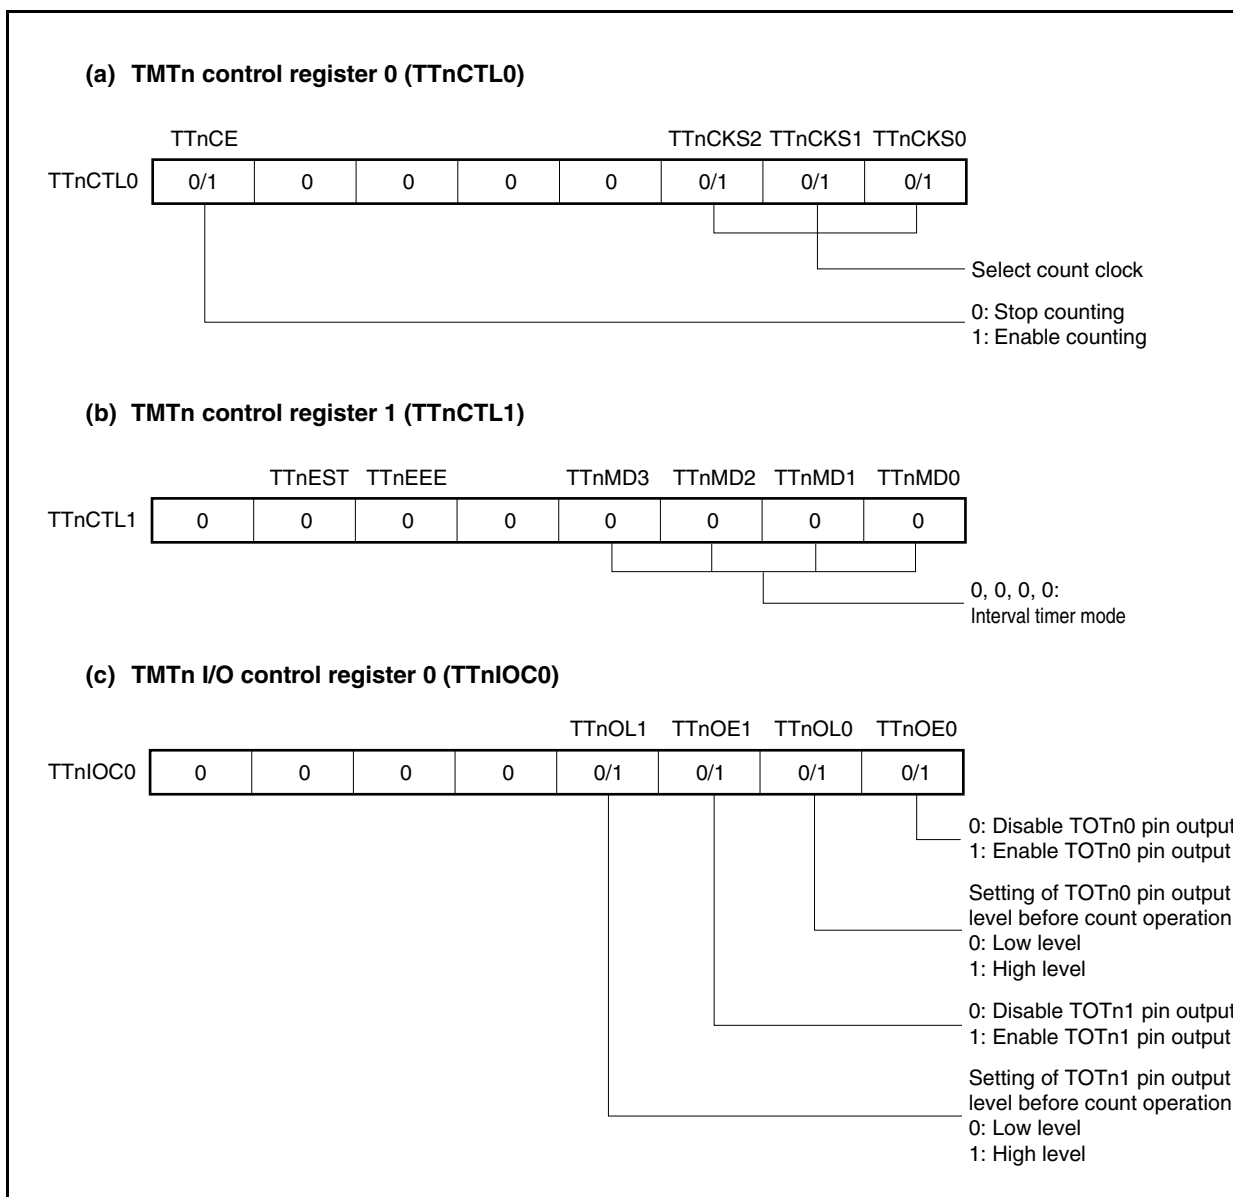 (a) TMTn control register 0 (TTnCTL0)
TTnCE TTnCKS2 TTnCKS1 TTnCKS0
TTnCTL0 0/1 0 0 0 0 0/1 0/1 0/1
Select count clock
0: Stop counting
1: Enable counting
(b) TMTn control register 1 (TTnCTL1)
TTnEST TTnEEE TTnMD3 TTnMD2 TTnMD1 TTnMD0
TTnCTL1 0 0 0 0 0 0 0 0
0, 0, 0, 0:
Interval timer mode
(c) TMTn I/O control register 0 (TTnIOC0)
TTnOL1 TTnOE1 TTnOL0 TTnOE0
TTnIOC0 0 0 0 0 0/1 0/1 0/1 0/1
0: Disable TOTn0 pin output
1: Enable TOTn0 pin output
Setting of TOTn0 pin output
level before count operation
0: Low level
1: High level
0: Disable TOTn1 pin output
1: Enable TOTn1 pin output
Setting of TOTn1 pin output
level before count operation
0: Low level
1: High level